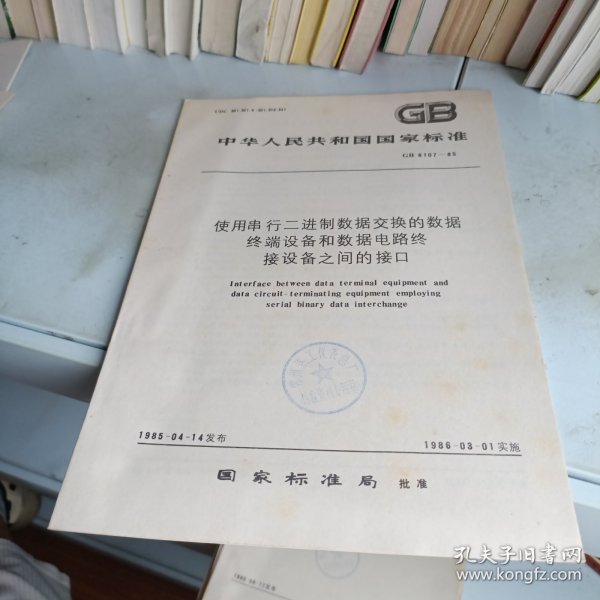 GB
中华人民共和国国家标准
GB 6107—85
使用串行二进制数据交换的数据
终端设备和数据电路终
接设备之间的接口
Interface between data terminal equipment and
data circuit-terminating equipment employing
serial binary data interchange
1985-04-14发布
1986-03-01实施
国家标准局 批准
孔夫子旧书网
www.kongfz.com